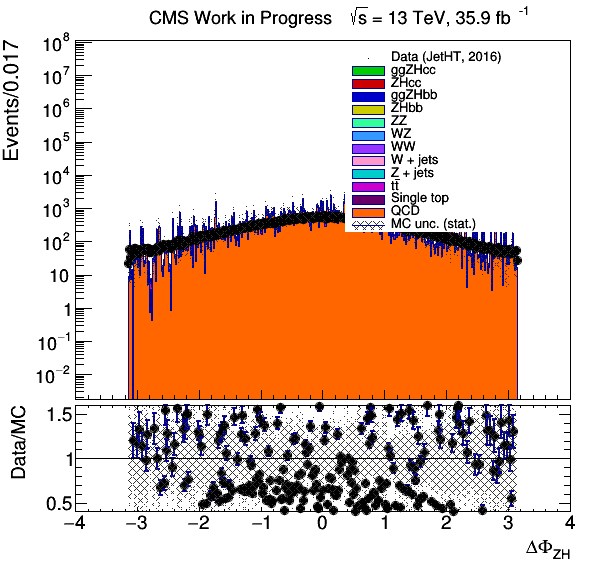 CMS Work in Progress √s = 13 TeV, 35.9 fb⁻¹
Events/0.017
10⁸
10⁷
10⁶
10⁵
10⁴
10³
10²
10
1
10⁻¹
10⁻²
Data (JetHT, 2016)
ggZHcc
ZHcc
ggZHbb
ZHbb
ZZ
WZ
WW
W + jets
Z + jets
tt̄
Single top
QCD
MC unc. (stat.)
Data/MC
1.5
1
0.5
−4 −3 −2 −1 0 1 2 3 4
ΔΦ_ZH